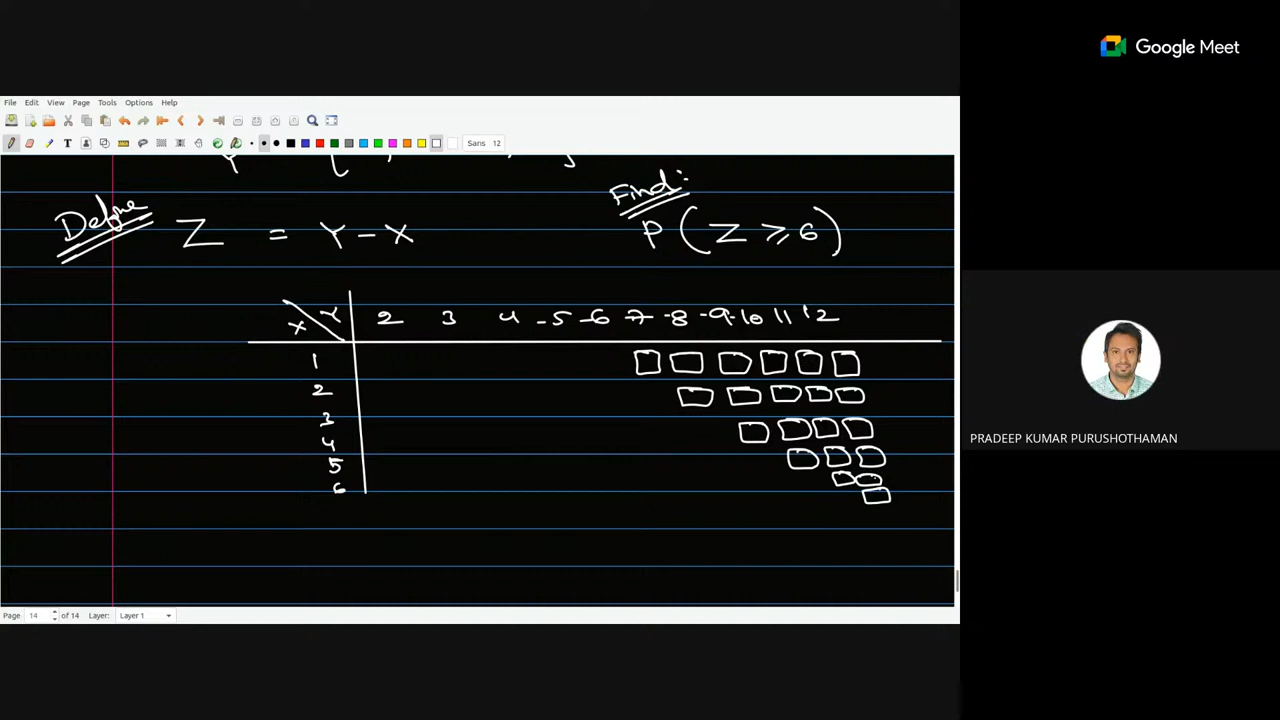 Google Meet
File Edit View Page Tools Options Help
Sans 12
Define Z = Y - X
Find:
P(Z ⩾ 6)
X Y 2 3 4 5 6 7 8 9 10 11 12
1
2
3
4
5
6
PRADEEP KUMAR PURUSHOTHAMAN
Page 14 of 14 Layer: Layer 1